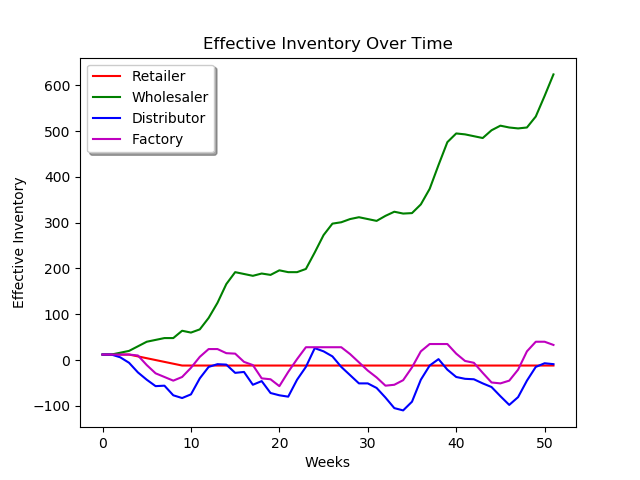 Effective Inventory Over Time
Retailer
Wholesaler
Distributor
Factory
Effective Inventory
600
500
400
300
200
100
0
−100
0 10 20 30 40 50
Weeks